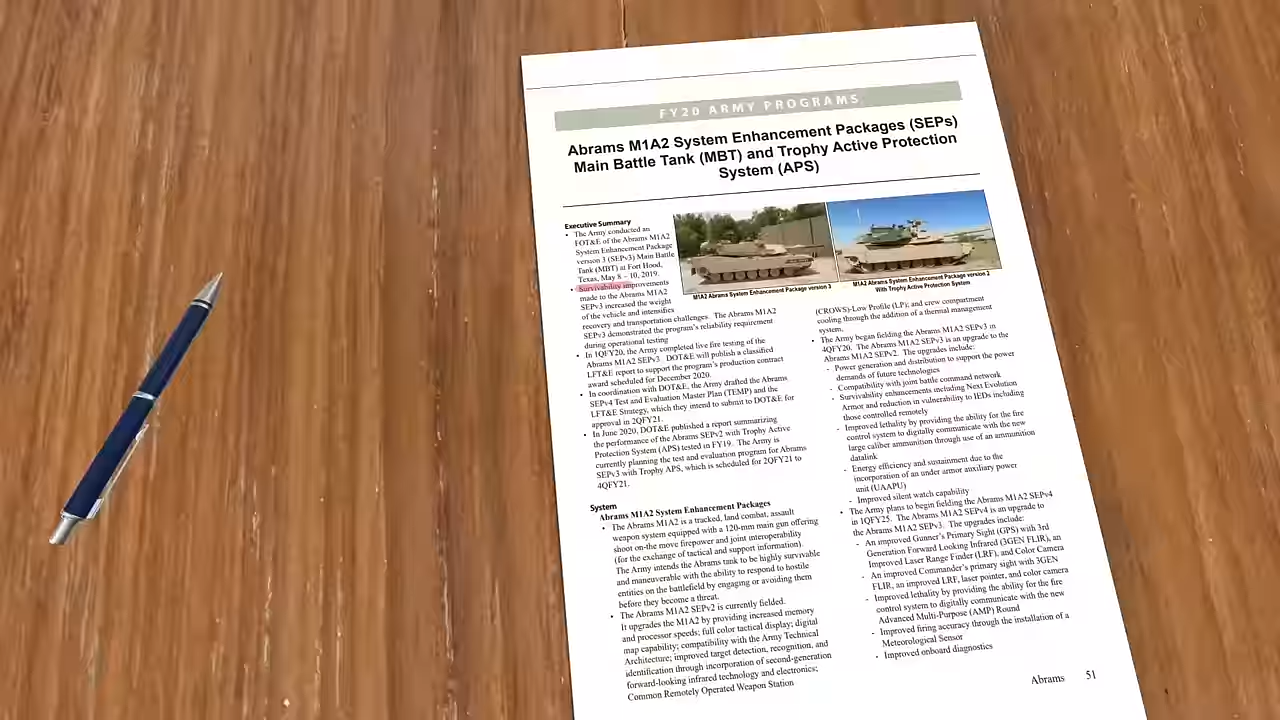 FY20 ARMY PROGRAMS
Abrams M1A2 System Enhancement Packages (SEPs)
Main Battle Tank (MBT) and Trophy Active Protection
System (APS)
Executive Summary
• The Army conducted an
FOT&E of the Abrams M1A2
System Enhancement Package
version 3 (SEPv3) Main Battle
Tank (MBT) at Fort Hood,
Texas, May 8 – 10, 2019.
• Survivability improvements
made to the Abrams M1A2
SEPv3 increased the weight
of the vehicle and intensifies
recovery and transportation challenges. The Abrams M1A2
SEPv3 demonstrated the program's reliability requirement
during operational testing
• In 1QFY20, the Army completed live fire testing of the
Abrams M1A2 SEPv3. DOT&E will publish a classified
LFT&E report to support the program's production contract
award scheduled for December 2020.
• In coordination with DOT&E, the Army drafted the Abrams
SEPv4 Test and Evaluation Master Plan (TEMP) and the
LFT&E Strategy, which they intend to submit to DOT&E for
approval in 2QFY21.
• In June 2020, DOT&E published a report summarizing
the performance of the Abrams SEPv2 with Trophy Active
Protection System (APS) tested in FY19. The Army is
currently planning the test and evaluation program for Abrams
SEPv3 with Trophy APS, which is scheduled for 2QFY21 to
4QFY21.
System
Abrams M1A2 System Enhancement Packages
• The Abrams M1A2 is a tracked, land combat, assault
weapon system equipped with a 120-mm main gun offering
shoot on-the move firepower and joint interoperability
(for the exchange of tactical and support information).
The Army intends the Abrams tank to be highly survivable
and maneuverable with the ability to respond to hostile
entities on the battlefield by engaging or avoiding them
before they become a threat.
• The Abrams M1A2 SEPv2 is currently fielded.
It upgrades the M1A2 by providing increased memory
and processor speeds; full color tactical display; digital
map capability; compatibility with the Army Technical
Architecture; improved target detection, recognition, and
identification through incorporation of second-generation
forward-looking infrared technology and electronics;
Common Remotely Operated Weapon Station
M1A2 Abrams System Enhancement Package version 3
M1A2 Abrams System Enhancement Package version 2
With Trophy Active Protection System
(CROWS)-Low Profile (LP); and crew compartment
cooling through the addition of a thermal management
system.
• The Army began fielding the Abrams M1A2 SEPv3 in
4QFY20. The Abrams M1A2 SEPv3 is an upgrade to the
Abrams M1A2 SEPv2. The upgrades include:
- Power generation and distribution to support the power
demands of future technologies
- Compatibility with joint battle command network
- Survivability enhancements including Next Evolution
Armor and reduction in vulnerability to IEDs including
those controlled remotely
- Improved lethality by providing the ability for the fire
control system to digitally communicate with the new
large caliber ammunition through use of an ammunition
datalink
- Energy efficiency and sustainment due to the
incorporation of an under armor auxiliary power
unit (UAAPU)
- Improved silent watch capability
• The Army plans to begin fielding the Abrams M1A2 SEPv4
in 1QFY25. The Abrams M1A2 SEPv4 is an upgrade to
the Abrams M1A2 SEPv3. The upgrades include:
- An improved Gunner's Primary Sight (GPS) with 3rd
Generation Forward Looking Infrared (3GEN FLIR), an
Improved Laser Range Finder (LRF), and Color Camera
- An improved Commander's primary sight with 3GEN
FLIR, an improved LRF, laser pointer, and color camera
- Improved lethality by providing the ability for the fire
control system to digitally communicate with the new
Advanced Multi-Purpose (AMP) Round
- Improved firing accuracy through the installation of a
Meteorological Sensor
- Improved onboard diagnostics
Abrams 51